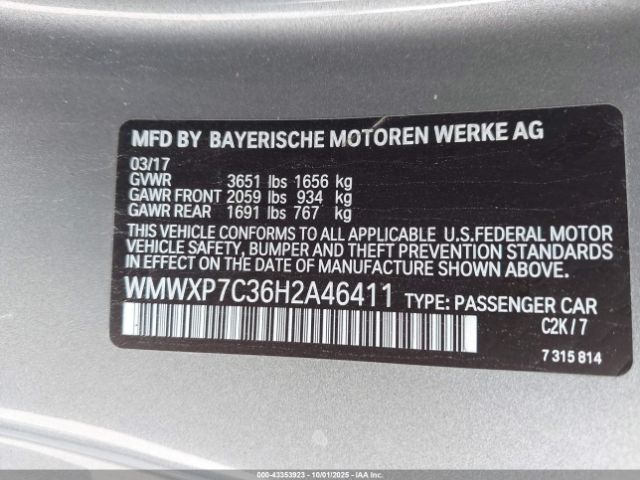 MFD BY BAYERISCHE MOTOREN WERKE AG
03/17
GVWR 3651 lbs 1656 kg
GAWR FRONT 2059 lbs 934 kg
GAWR REAR 1691 lbs 767 kg
THIS VEHICLE CONFORMS TO ALL APPLICABLE U.S.FEDERAL MOTOR
VEHICLE SAFETY, BUMPER AND THEFT PREVENTION STANDARDS
IN EFFECT ON THE DATE OF MANUFACTURE SHOWN ABOVE.
WMWXP7C36H2A46411 TYPE: PASSENGER CAR
C2K / 7
7 315 814
000-43353923 - 10/01/2025 - IAAI.com